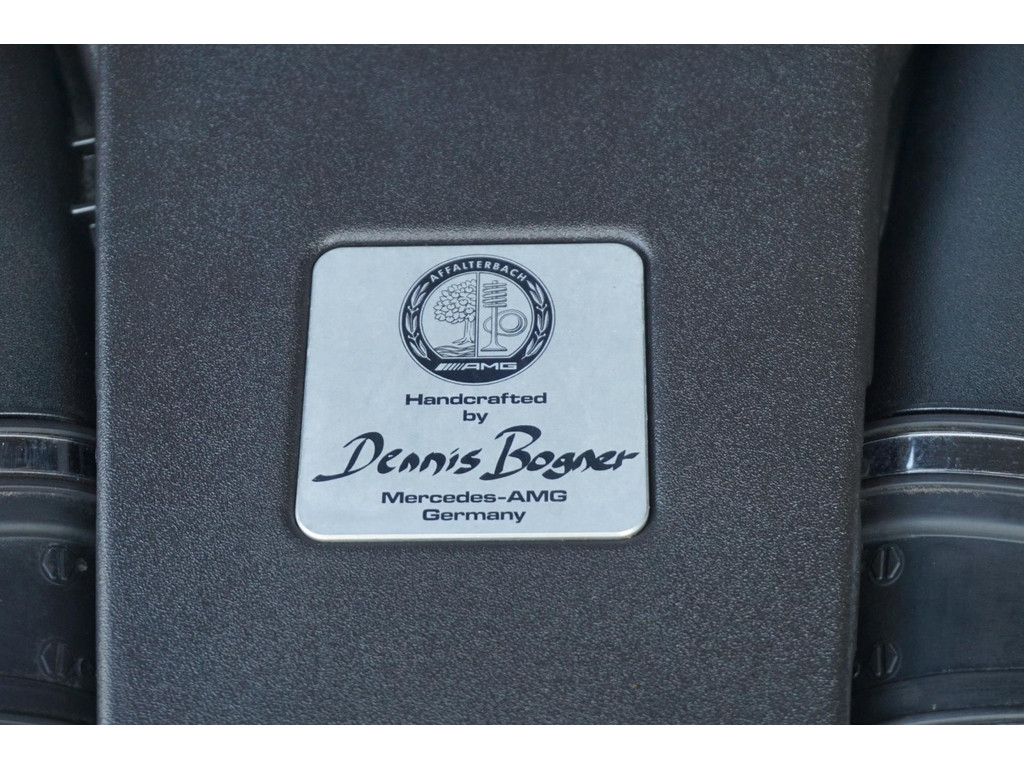 AFFALTERBACH
AMG
Handcrafted
by
Dennis Bogner
Mercedes-AMG
Germany